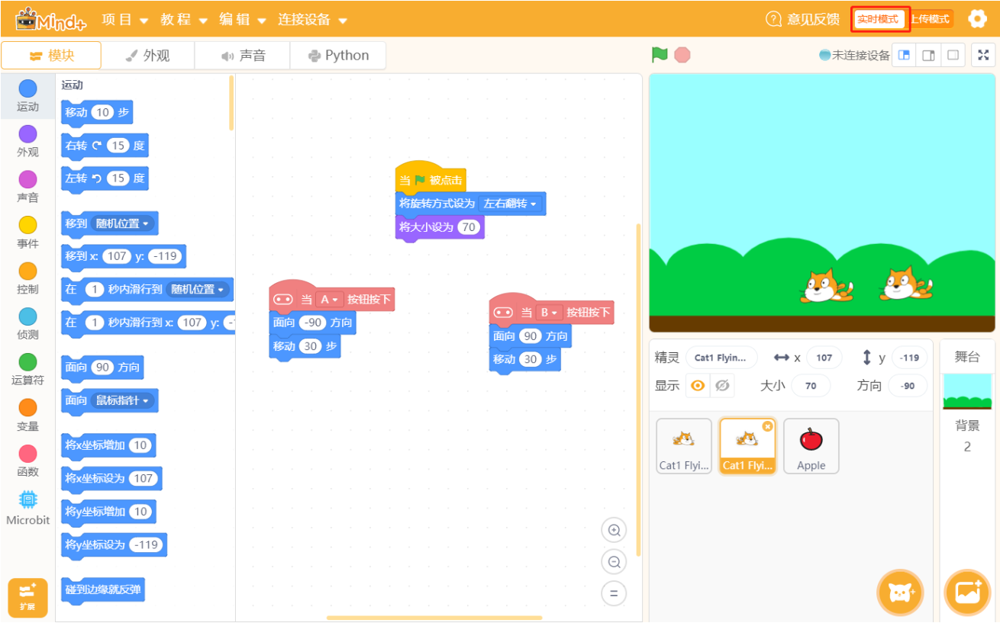 Mind+ 项目 教程 编辑 连接设备 意见反馈 实时模式 上传模式
模块 外观 声音 Python 未连接设备
运动
外观
声音
事件
控制
侦测
运算符
变量
函数
Microbit
扩展
运动
移动 10 步
右转 15 度
左转 15 度
移到 随机位置
移到 x: 107 y: -119
在 1 秒内滑行到 随机位置
在 1 秒内滑行到 x: 107 y: -
面向 90 方向
面向 鼠标指针
将x坐标增加 10
将x坐标设为 107
将y坐标增加 10
将y坐标设为 -119
碰到边缘就反弹
当 被点击
将旋转方式设为 左右翻转
将大小设为 70
当 A 按钮按下
面向 -90 方向
移动 30 步
当 B 按钮按下
面向 90 方向
移动 30 步
精灵 Cat1 Flyin... x 107 y -119
显示 大小 70 方向 -90
Cat1 Flyi... Cat1 Flyi... Apple
舞台
背景
2